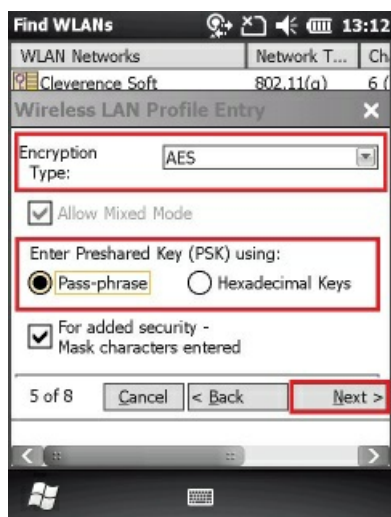 Find WLANs 13:12
WLAN Networks Network T... Ch
Cleverence Soft 802.11(a) 6 (
Wireless LAN Profile Entry
Encryption AES
Type:
Allow Mixed Mode
Enter Preshared Key (PSK) using:
Pass-phrase Hexadecimal Keys
For added security -
Mask characters entered
5 of 8 Cancel < Back Next >